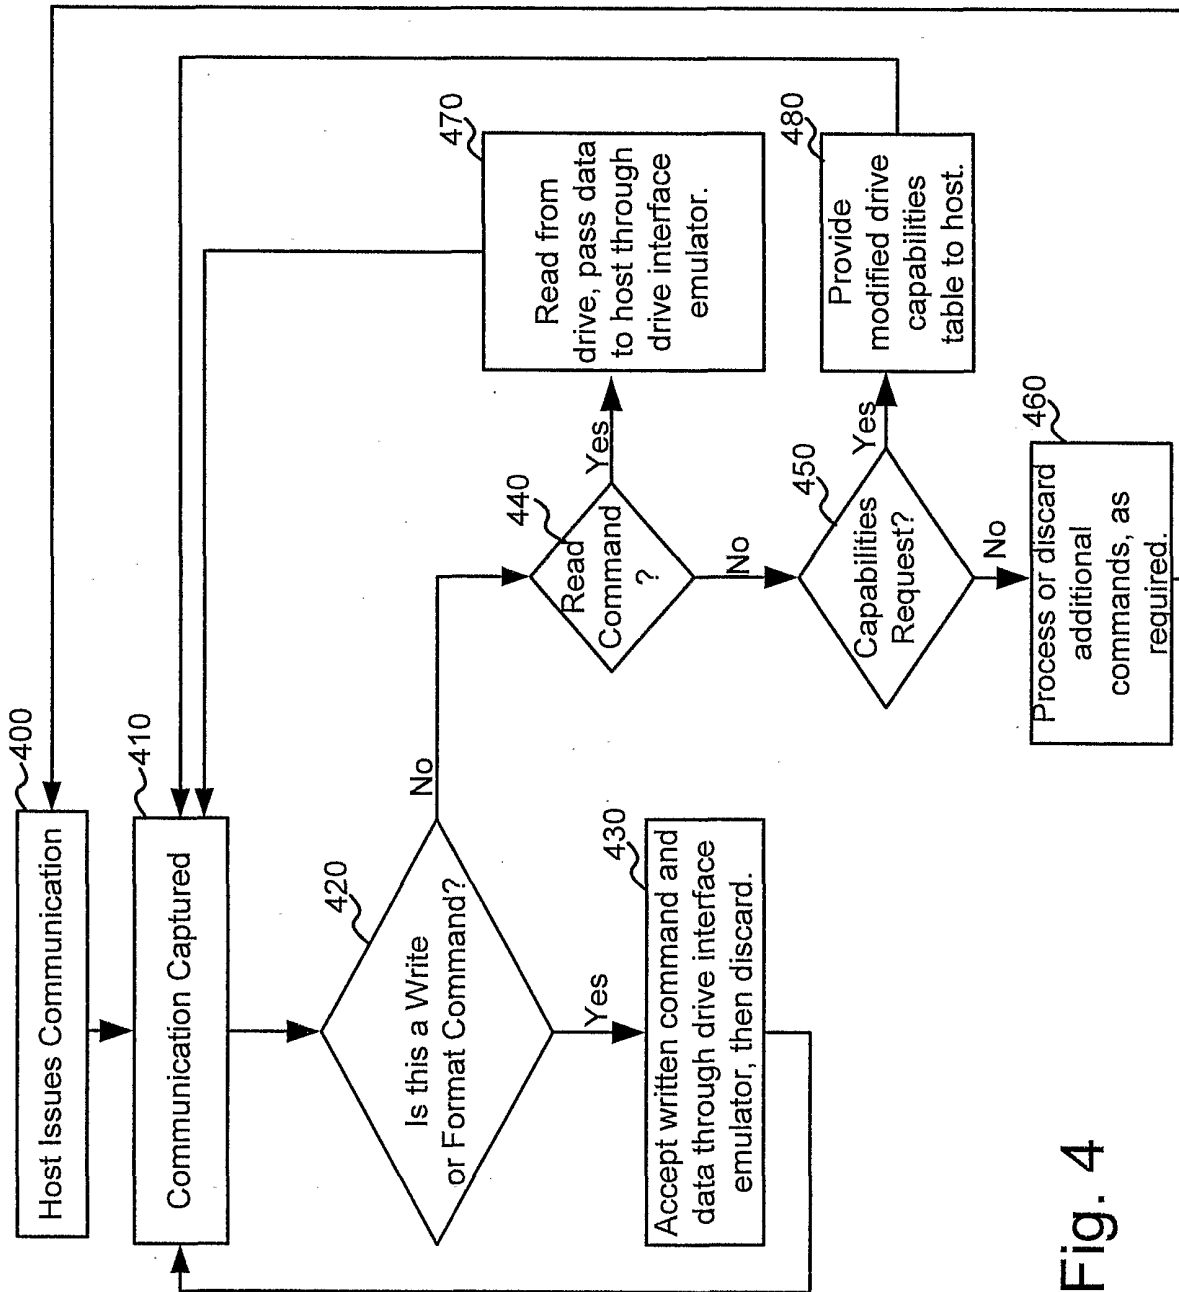 Host Issues Communication
400
Communication Captured
410
Is this a Write
or Format Command?
420
No
Yes
Accept written command and
data through drive interface
emulator, then discard.
430
Read
Command
?
440
Yes
No
Read from
drive, pass data
to host through
drive interface
emulator.
470
Capabilities
Request?
450
Yes
No
Provide
modified drive
capabilities
table to host.
480
Process or discard
additional
commands, as
required.
460
Fig. 4